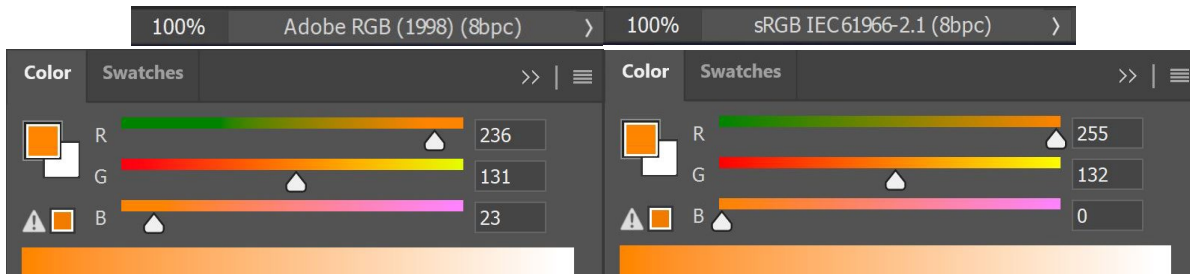 100% Adobe RGB (1998) (8bpc) > 100% sRGB IEC61966-2.1 (8bpc) >
Color Swatches >> Color Swatches >>
R 236 R 255
G 131 G 132
B 23 B 0